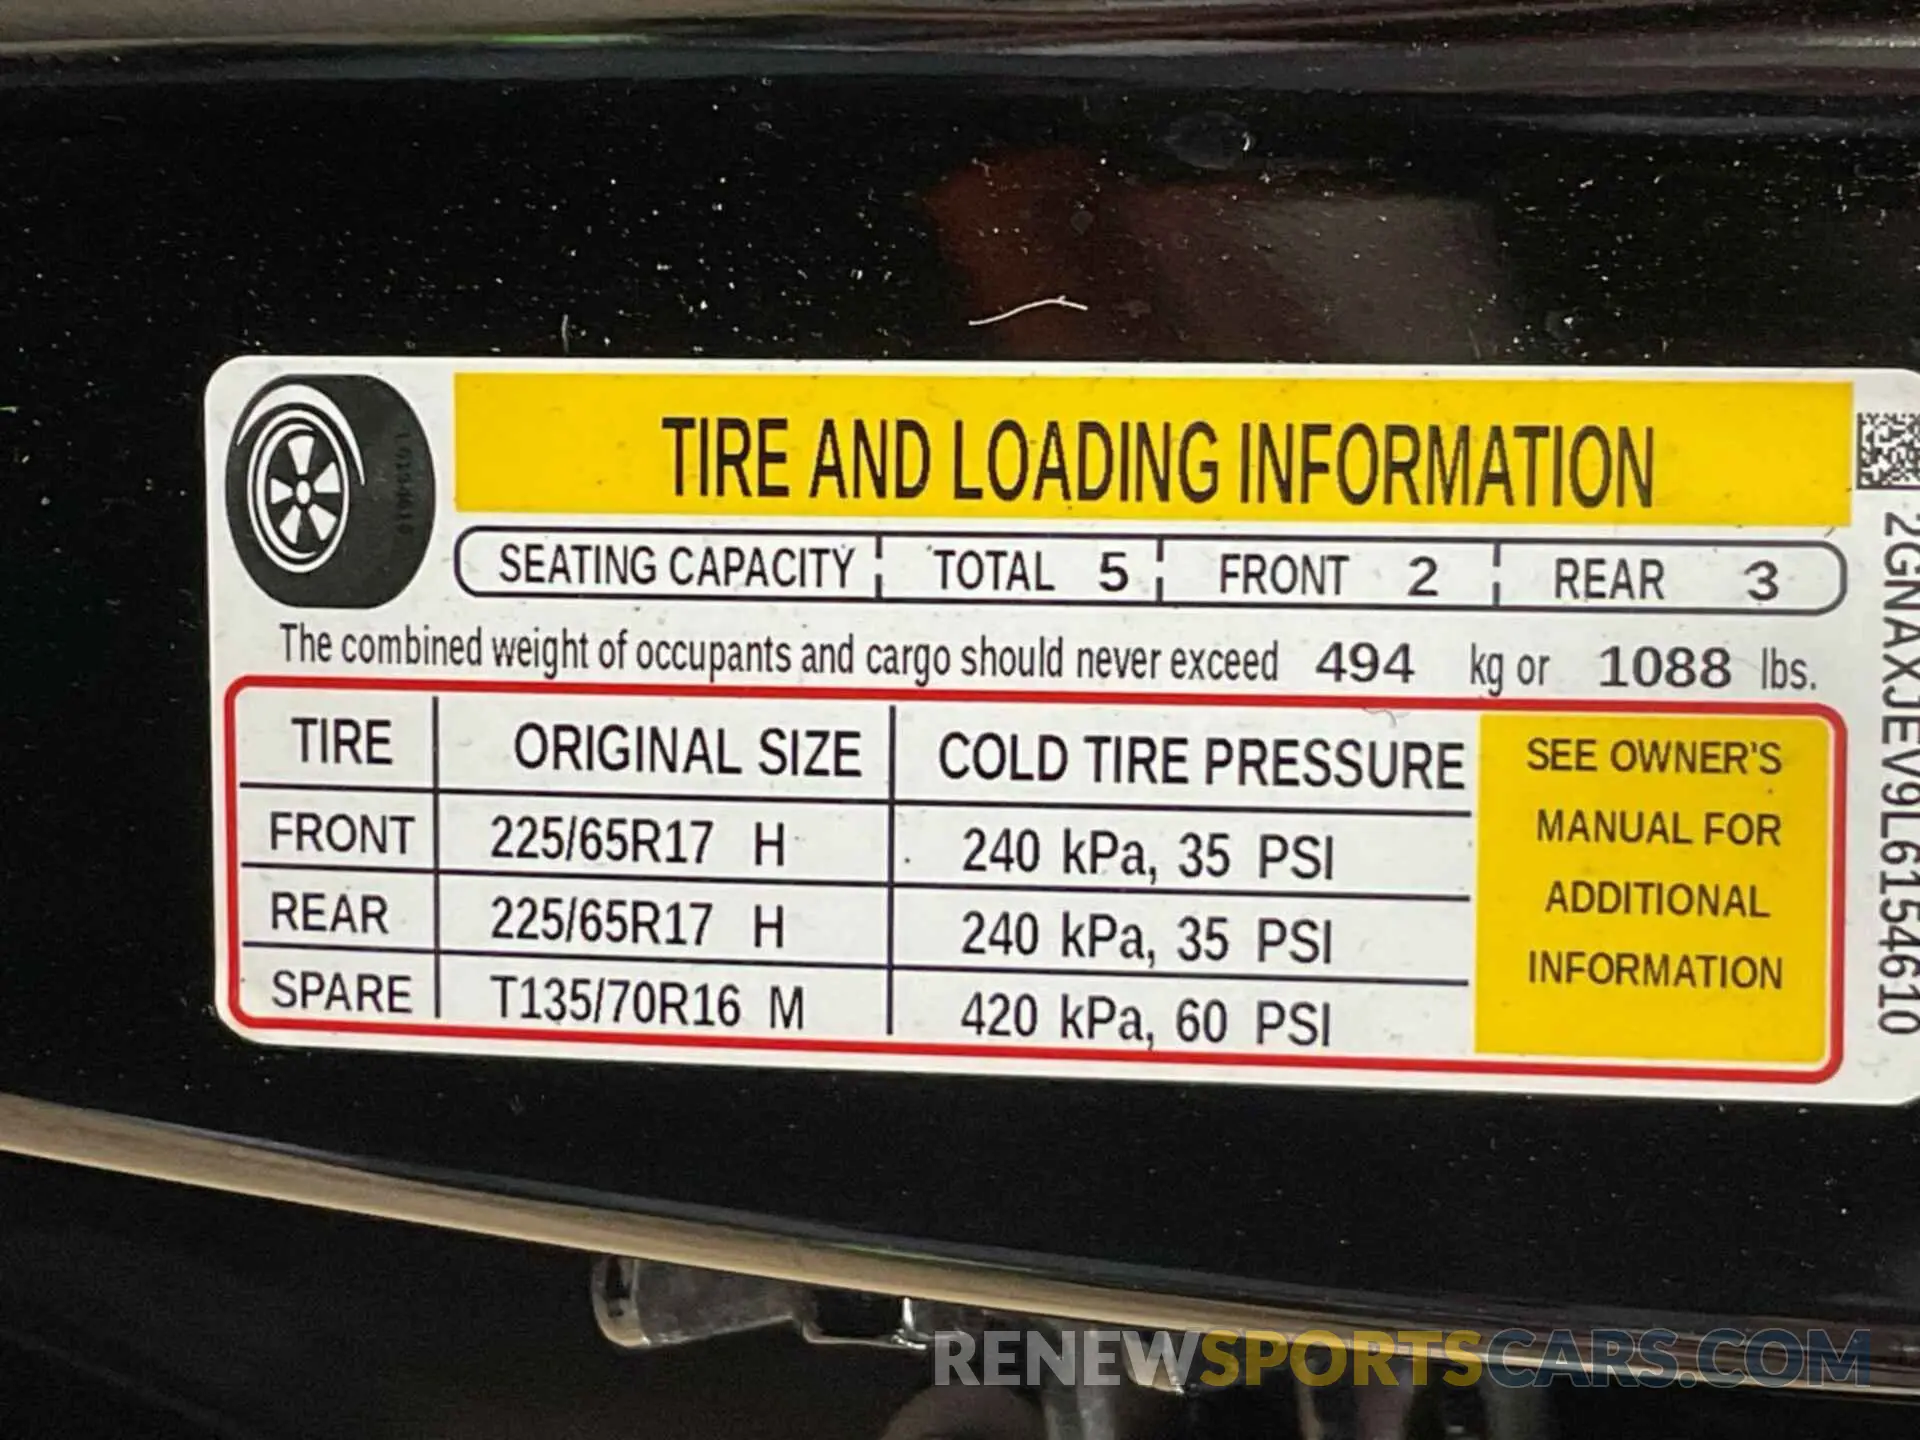 TIRE AND LOADING INFORMATION
SEATING CAPACITY TOTAL 5 FRONT 2 REAR 3
The combined weight of occupants and cargo should never exceed 494 kg or 1088 lbs.
TIRE ORIGINAL SIZE COLD TIRE PRESSURE
FRONT 225/65R17 H 240 kPa, 35 PSI
REAR 225/65R17 H 240 kPa, 35 PSI
SPARE T135/70R16 M 420 kPa, 60 PSI
SEE OWNER'S
MANUAL FOR
ADDITIONAL
INFORMATION
2GNAXJEV9L6154610
L6154610
RENEWSPORTSCARS.COM